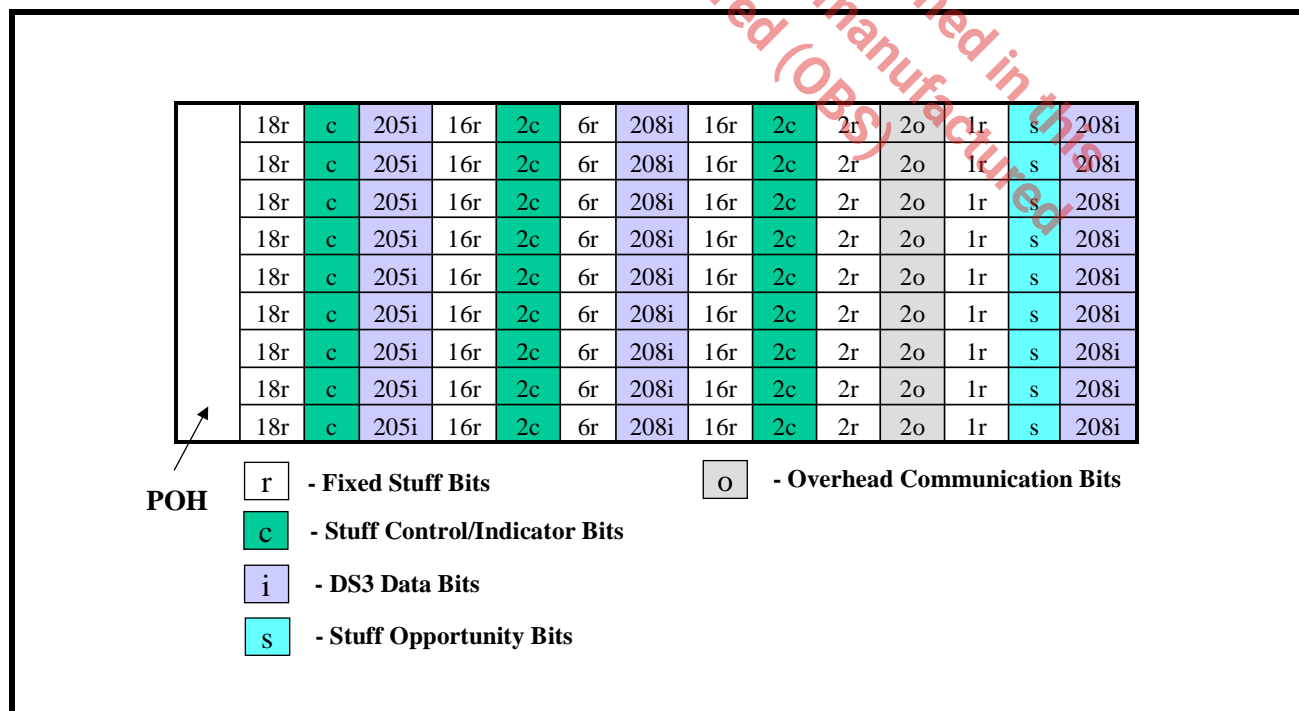 ned in this
manufactured
ed (OBS)
18r c 205i 16r 2c 6r 208i 16r 2c 2r 2o 1r s 208i
18r c 205i 16r 2c 6r 208i 16r 2c 2r 2o 1r s 208i
18r c 205i 16r 2c 6r 208i 16r 2c 2r 2o 1r s 208i
18r c 205i 16r 2c 6r 208i 16r 2c 2r 2o 1r s 208i
18r c 205i 16r 2c 6r 208i 16r 2c 2r 2o 1r s 208i
18r c 205i 16r 2c 6r 208i 16r 2c 2r 2o 1r s 208i
18r c 205i 16r 2c 6r 208i 16r 2c 2r 2o 1r s 208i
18r c 205i 16r 2c 6r 208i 16r 2c 2r 2o 1r s 208i
18r c 205i 16r 2c 6r 208i 16r 2c 2r 2o 1r s 208i
POH
r - Fixed Stuff Bits
o - Overhead Communication Bits
c - Stuff Control/Indicator Bits
i - DS3 Data Bits
s - Stuff Opportunity Bits